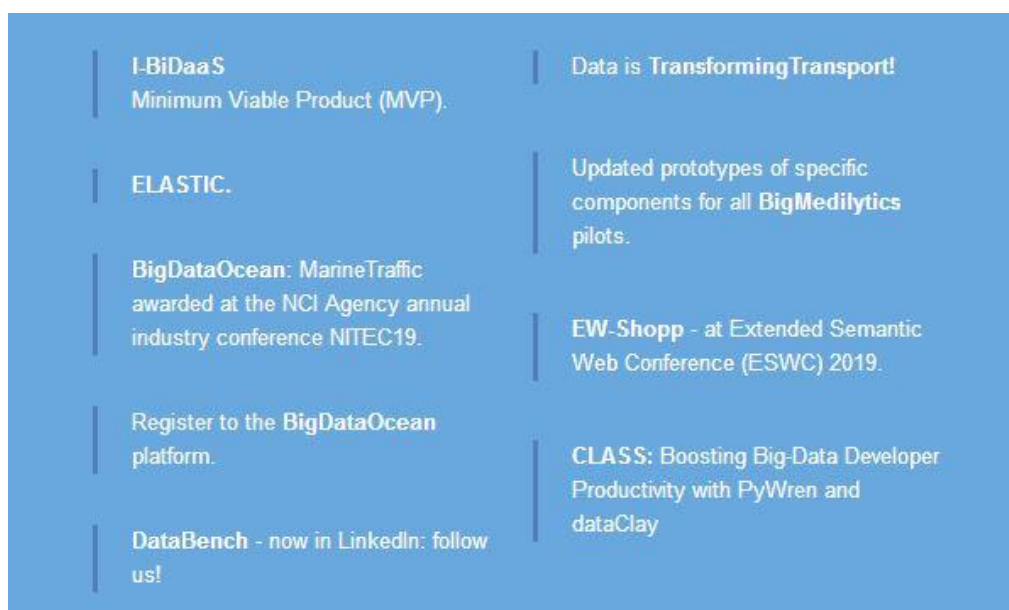 I-BiDaaS
Minimum Viable Product (MVP).
ELASTIC.
BigDataOcean: MarineTraffic
awarded at the NCI Agency annual
industry conference NITEC19.
Register to the BigDataOcean
platform.
DataBench - now in LinkedIn: follow
us!
Data is TransformingTransport!
Updated prototypes of specific
components for all BigMedilytics
pilots.
EW-Shopp - at Extended Semantic
Web Conference (ESWC) 2019.
CLASS: Boosting Big-Data Developer
Productivity with PyWren and
dataClay